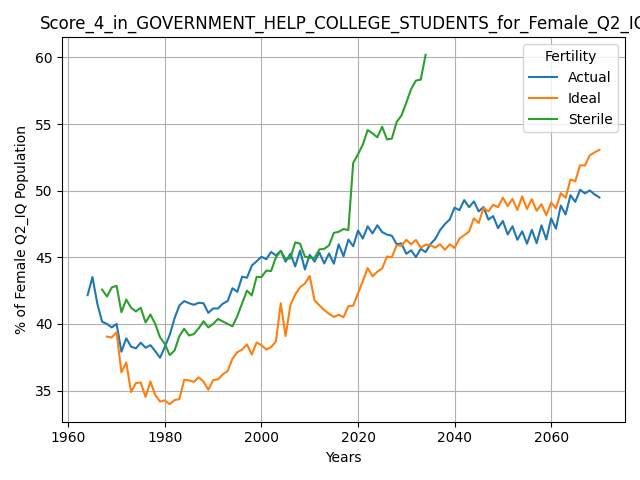 Score_4_in_GOVERNMENT_HELP_COLLEGE_STUDENTS_for_Female_Q2_IQ
Fertility
Actual
Ideal
Sterile
% of Female Q2_IQ Population
60
55
50
45
40
35
1960
1980
2000
2020
2040
2060
Years